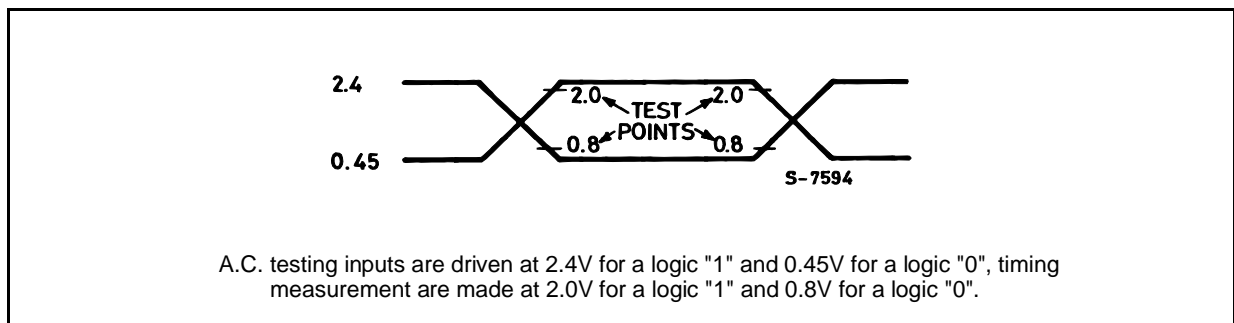 2.4
2.0 TEST 2.0
0.8 POINTS 0.8
0.45
S-7594
A.C. testing inputs are driven at 2.4V for a logic "1" and 0.45V for a logic "0", timing
measurement are made at 2.0V for a logic "1" and 0.8V for a logic "0".